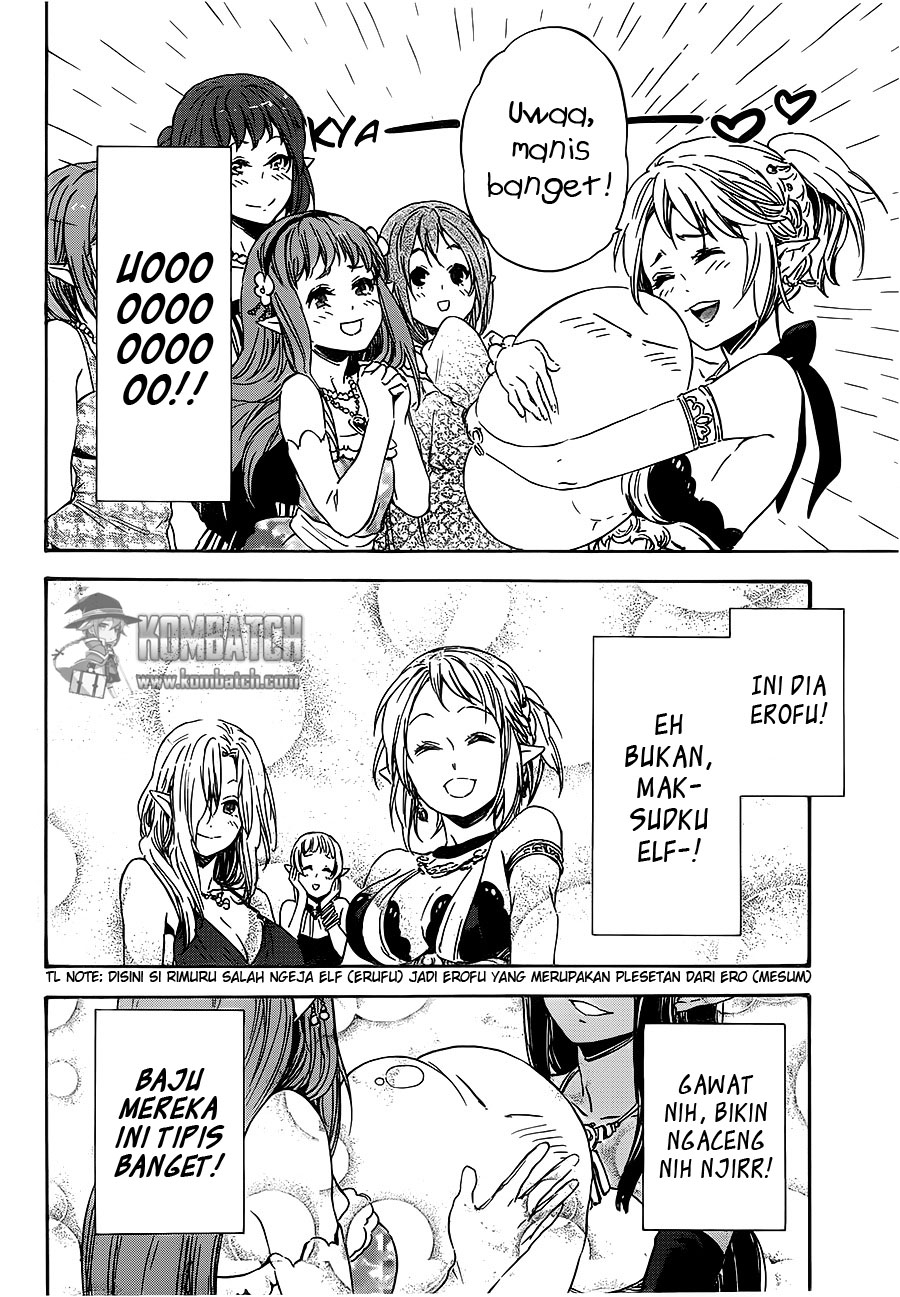 KYA
Uwaa,
manis
banget!
UOOO
OOOO
OOOO
OO!!
KOMBATCH
www.kombatch.com
INI DIA
EROFU!
EH
BUKAN,
MAK-
SUDKU
ELF-!
TL NOTE: DISINI SI RIMURU SALAH NGEJA ELF (ERUFU) JADI EROFU YANG MERUPAKAN PLESETAN DARI ERO (MESUM)
GAWAT
NIH, BIKIN
NGACENG
NIH NJIRR!
BAJU
MEREKA
INI TIPIS
BANGET!